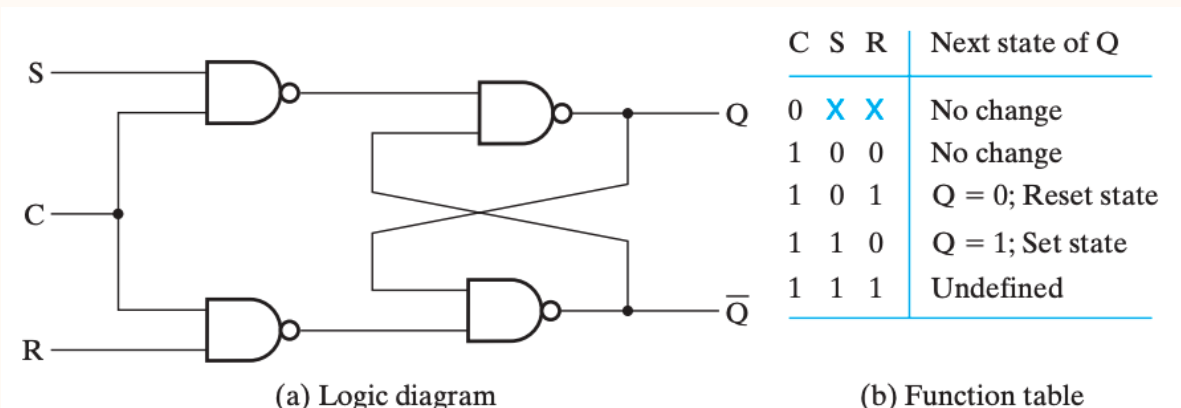 S
C
R
Q
Q̅
(a) Logic diagram
C S R Next state of Q
0 X X No change
1 0 0 No change
1 0 1 Q = 0; Reset state
1 1 0 Q = 1; Set state
1 1 1 Undefined
(b) Function table